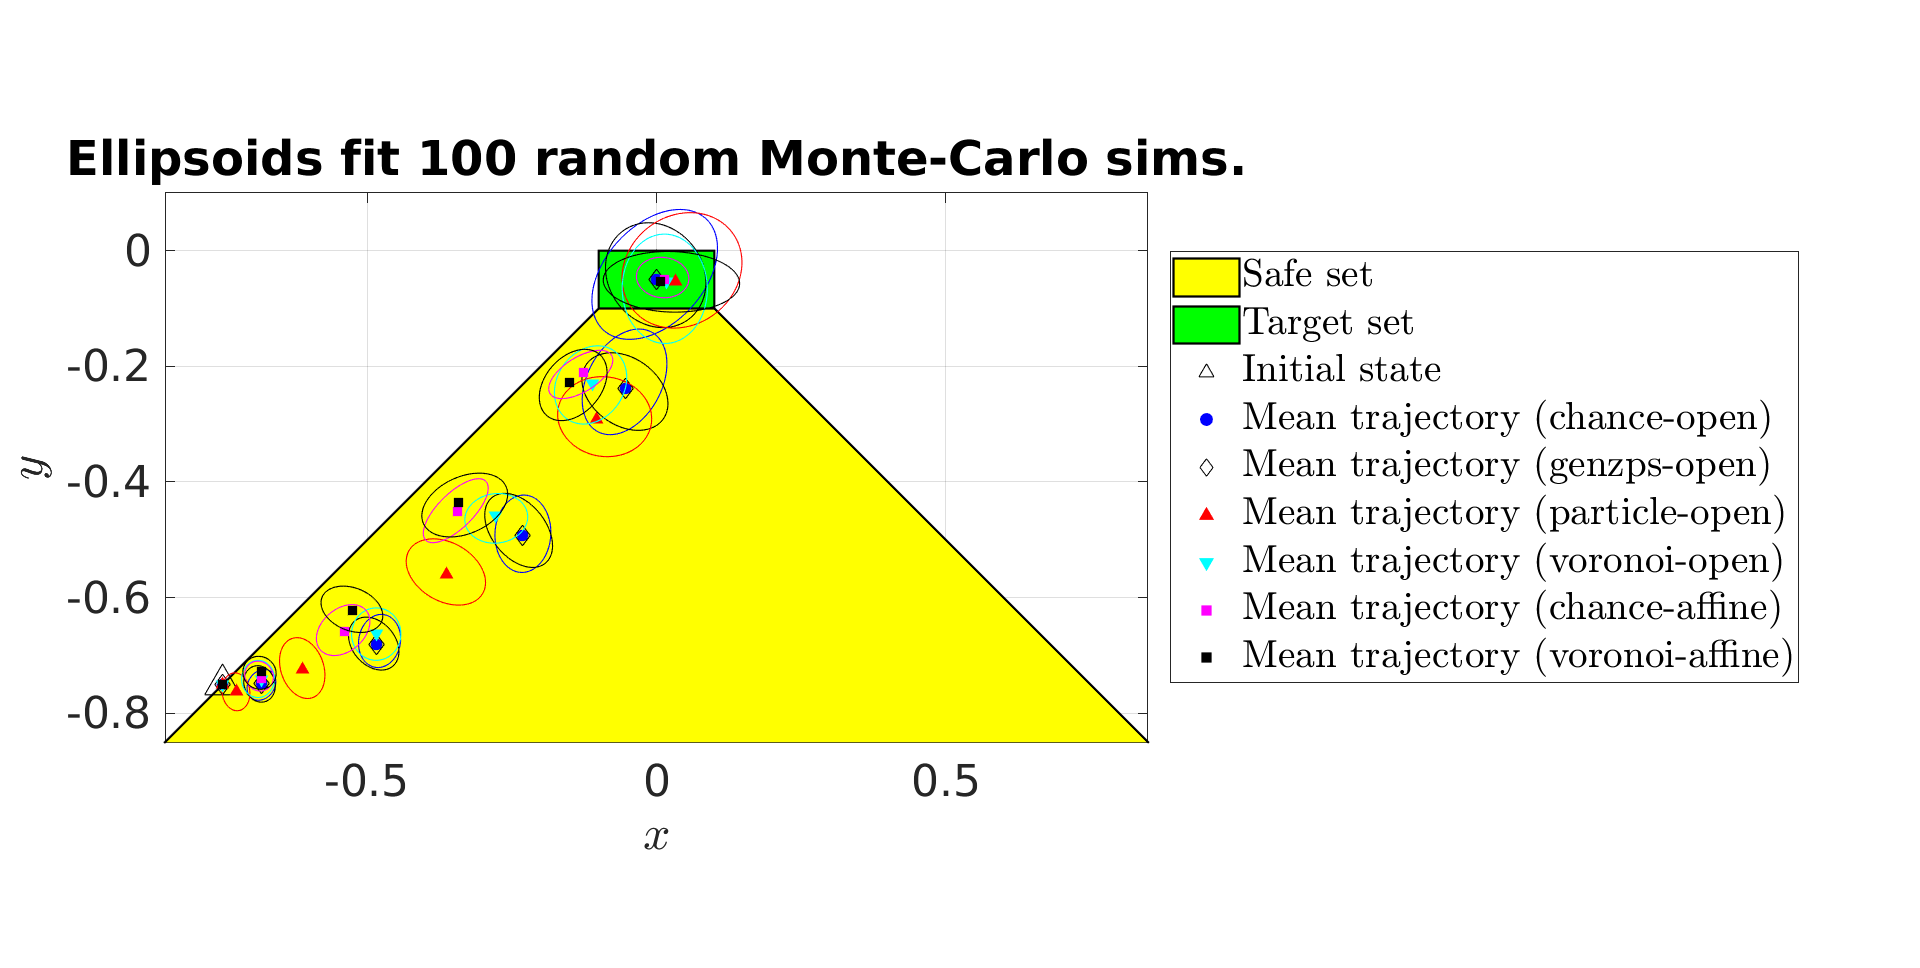 Ellipsoids fit 100 random Monte-Carlo sims.
0
-0.2
-0.4
-0.6
-0.8
y
-0.5 0 0.5
x
Safe set
Target set
Initial state
Mean trajectory (chance-open)
Mean trajectory (genzps-open)
Mean trajectory (particle-open)
Mean trajectory (voronoi-open)
Mean trajectory (chance-affine)
Mean trajectory (voronoi-affine)